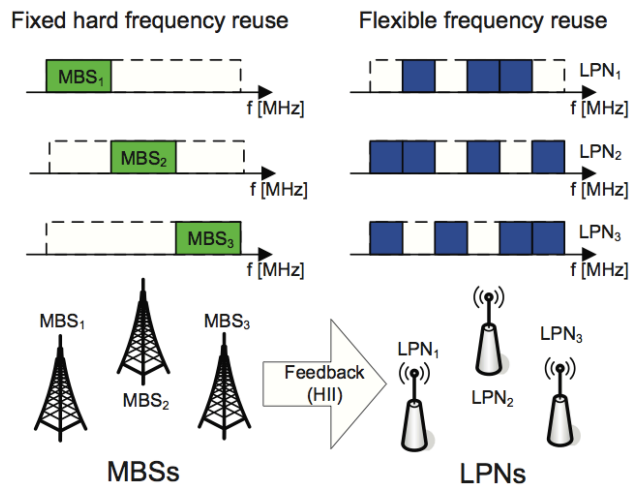 Fixed hard frequency reuse
Flexible frequency reuse
MBS₁
f [MHz]
LPN₁
f [MHz]
MBS₂
f [MHz]
LPN₂
f [MHz]
MBS₃
f [MHz]
LPN₃
f [MHz]
MBS₁
MBS₂
MBS₃
Feedback
(HII)
LPN₁
LPN₂
LPN₃
MBSs
LPNs